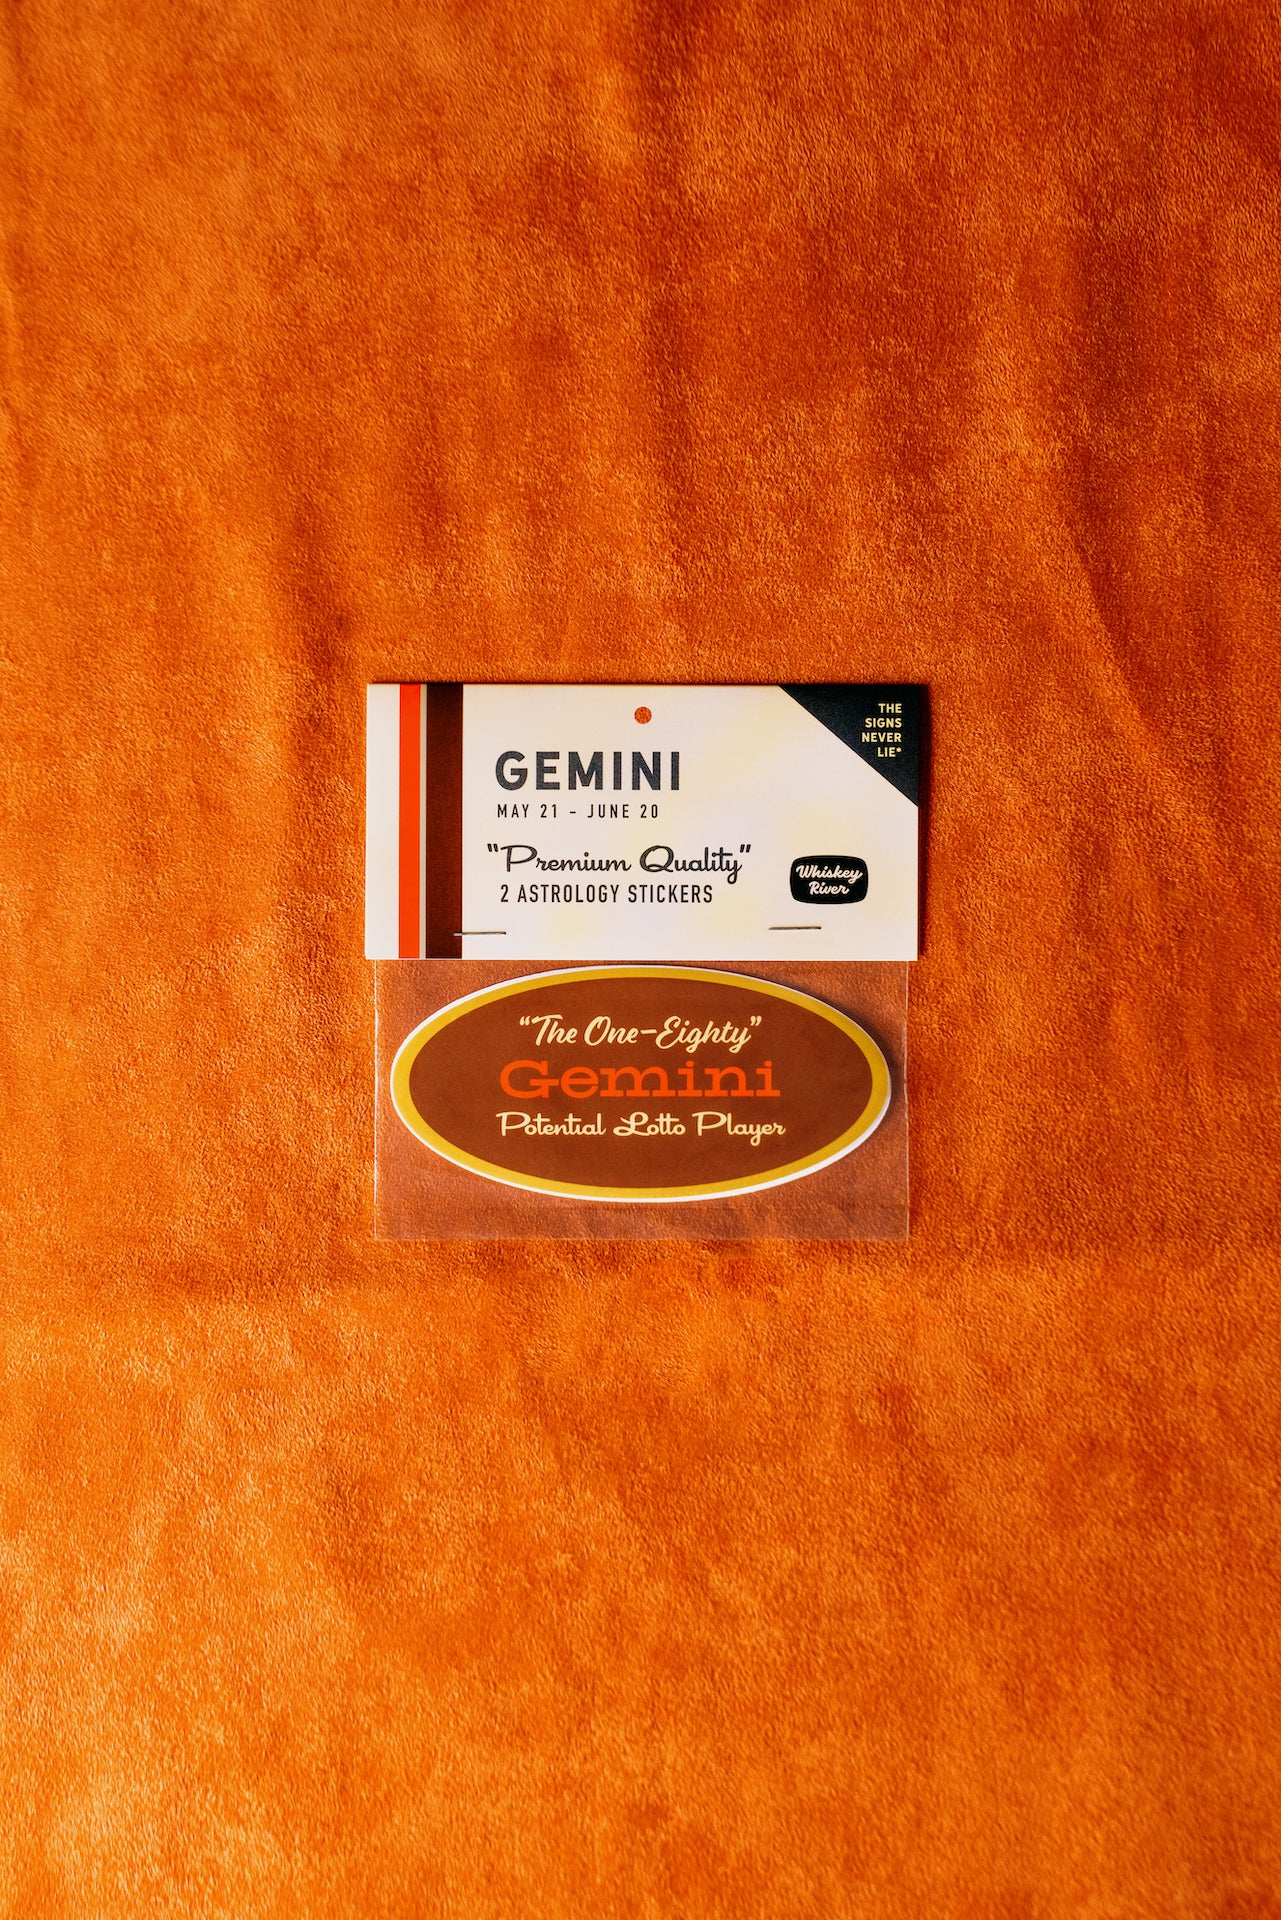 THE
SIGNS
NEVER
LIE*
GEMINI
MAY 21 - JUNE 20
"Premium Quality"
2 ASTROLOGY STICKERS
Whiskey
River
“The One-Eighty”
Gemini
Potential Lotto Player